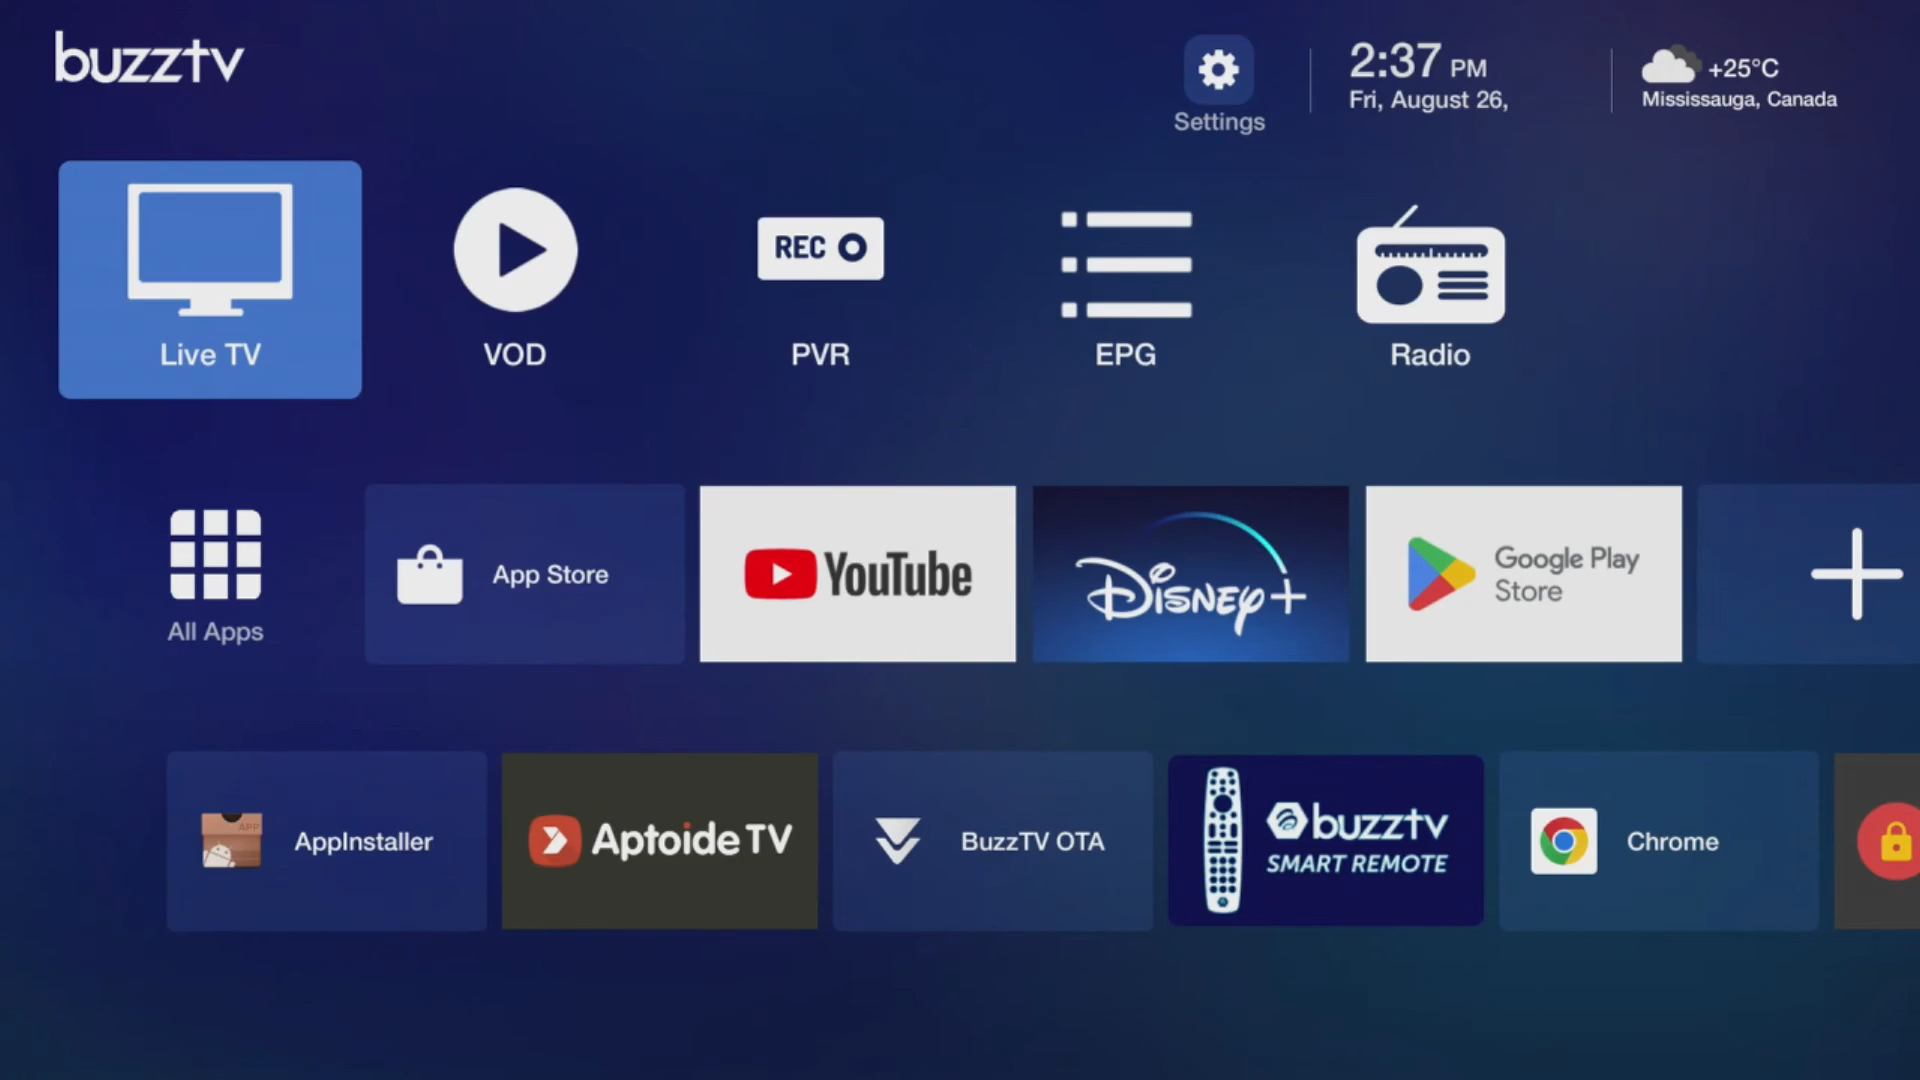 buzztv
Settings
2:37 PM
Fri, August 26,
+25°C
Mississauga, Canada
Live TV
VOD
REC
PVR
EPG
Radio
All Apps
App Store
YouTube
Disney+
Google Play
Store
APP
AppInstaller
Aptoide TV
BuzzTV OTA
buzztv
SMART REMOTE
Chrome